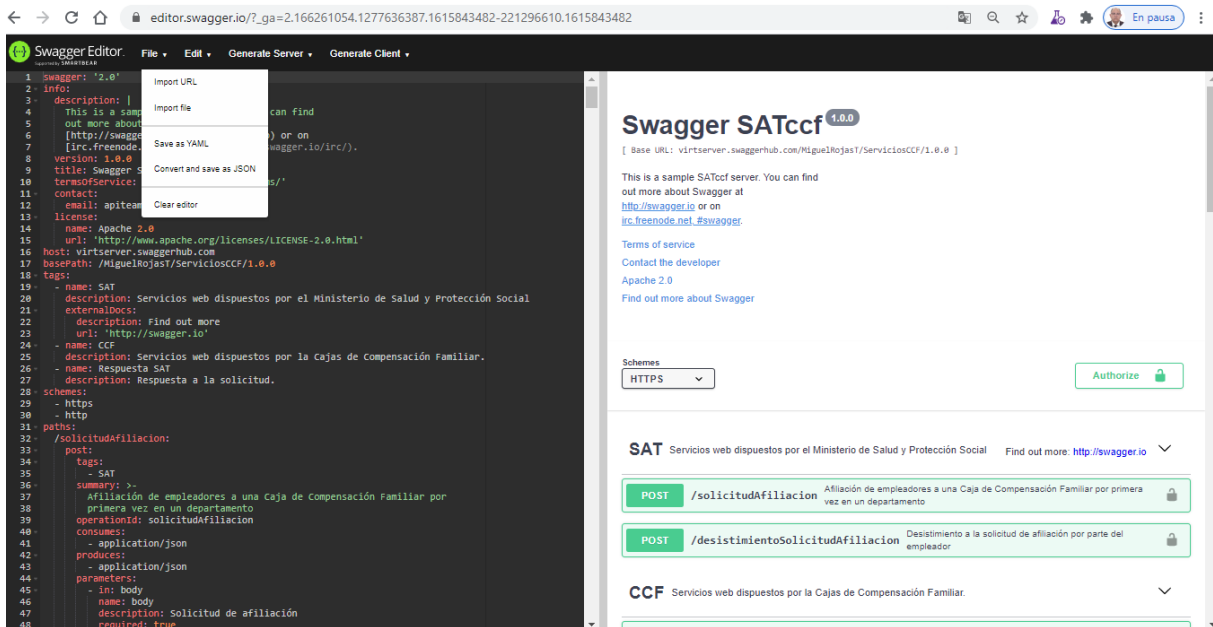 editor.swagger.io/?_ga=2.166261054.1277636387.1615843482-221296610.1615843482
En pausa
Swagger Editor.
Supported by SMARTBEAR
File
Edit
Generate Server
Generate Client
Import URL
Import file
Save as YAML
Convert and save as JSON
Clear editor
1 swagger: '2.0'
2 info:
3 description: |
4 This is a samp can find
5 out more about
6 [http://swagge ) or on
7 [irc.freenode. wagger.io/irc/).
8 version: 1.0.0
9 title: Swagger S
10 termsOfService: ms/'
11 contact:
12 email: apiteam
13 license:
14 name: Apache 2.0
15 url: 'http://www.apache.org/licenses/LICENSE-2.0.html'
16 host: virtserver.swaggerhub.com
17 basePath: /MiguelRojasT/ServiciosCCF/1.0.0
18 tags:
19 - name: SAT
20 description: Servicios web dispuestos por el Ministerio de Salud y Protección Social
21 externalDocs:
22 description: Find out more
23 url: 'http://swagger.io'
24 - name: CCF
25 description: Servicios web dispuestos por la Cajas de Compensación Familiar.
26 - name: Respuesta SAT
27 description: Respuesta a la solicitud.
28 schemes:
29 - https
30 - http
31 paths:
32 /solicitudAfiliacion:
33 post:
34 tags:
35 - SAT
36 summary: >-
37 Afiliación de empleadores a una Caja de Compensación Familiar por
38 primera vez en un departamento
39 operationId: solicitudAfiliacion
40 consumes:
41 - application/json
42 produces:
43 - application/json
44 parameters:
45 - in: body
46 name: body
47 description: Solicitud de afiliación
48 required: true
Swagger SATccf 1.0.0
[ Base URL: virtserver.swaggerhub.com/MiguelRojasT/ServiciosCCF/1.0.0 ]
This is a sample SATccf server. You can find
out more about Swagger at
http://swagger.io or on
irc.freenode.net, #swagger.
Terms of service
Contact the developer
Apache 2.0
Find out more about Swagger
Schemes
HTTPS
Authorize
SAT Servicios web dispuestos por el Ministerio de Salud y Protección Social Find out more: http://swagger.io
POST /solicitudAfiliacion Afiliación de empleadores a una Caja de Compensación Familiar por primera
vez en un departamento
POST /desistimientoSolicitudAfiliacion Desistimiento a la solicitud de afiliación por parte del
empleador
CCF Servicios web dispuestos por la Cajas de Compensación Familiar.